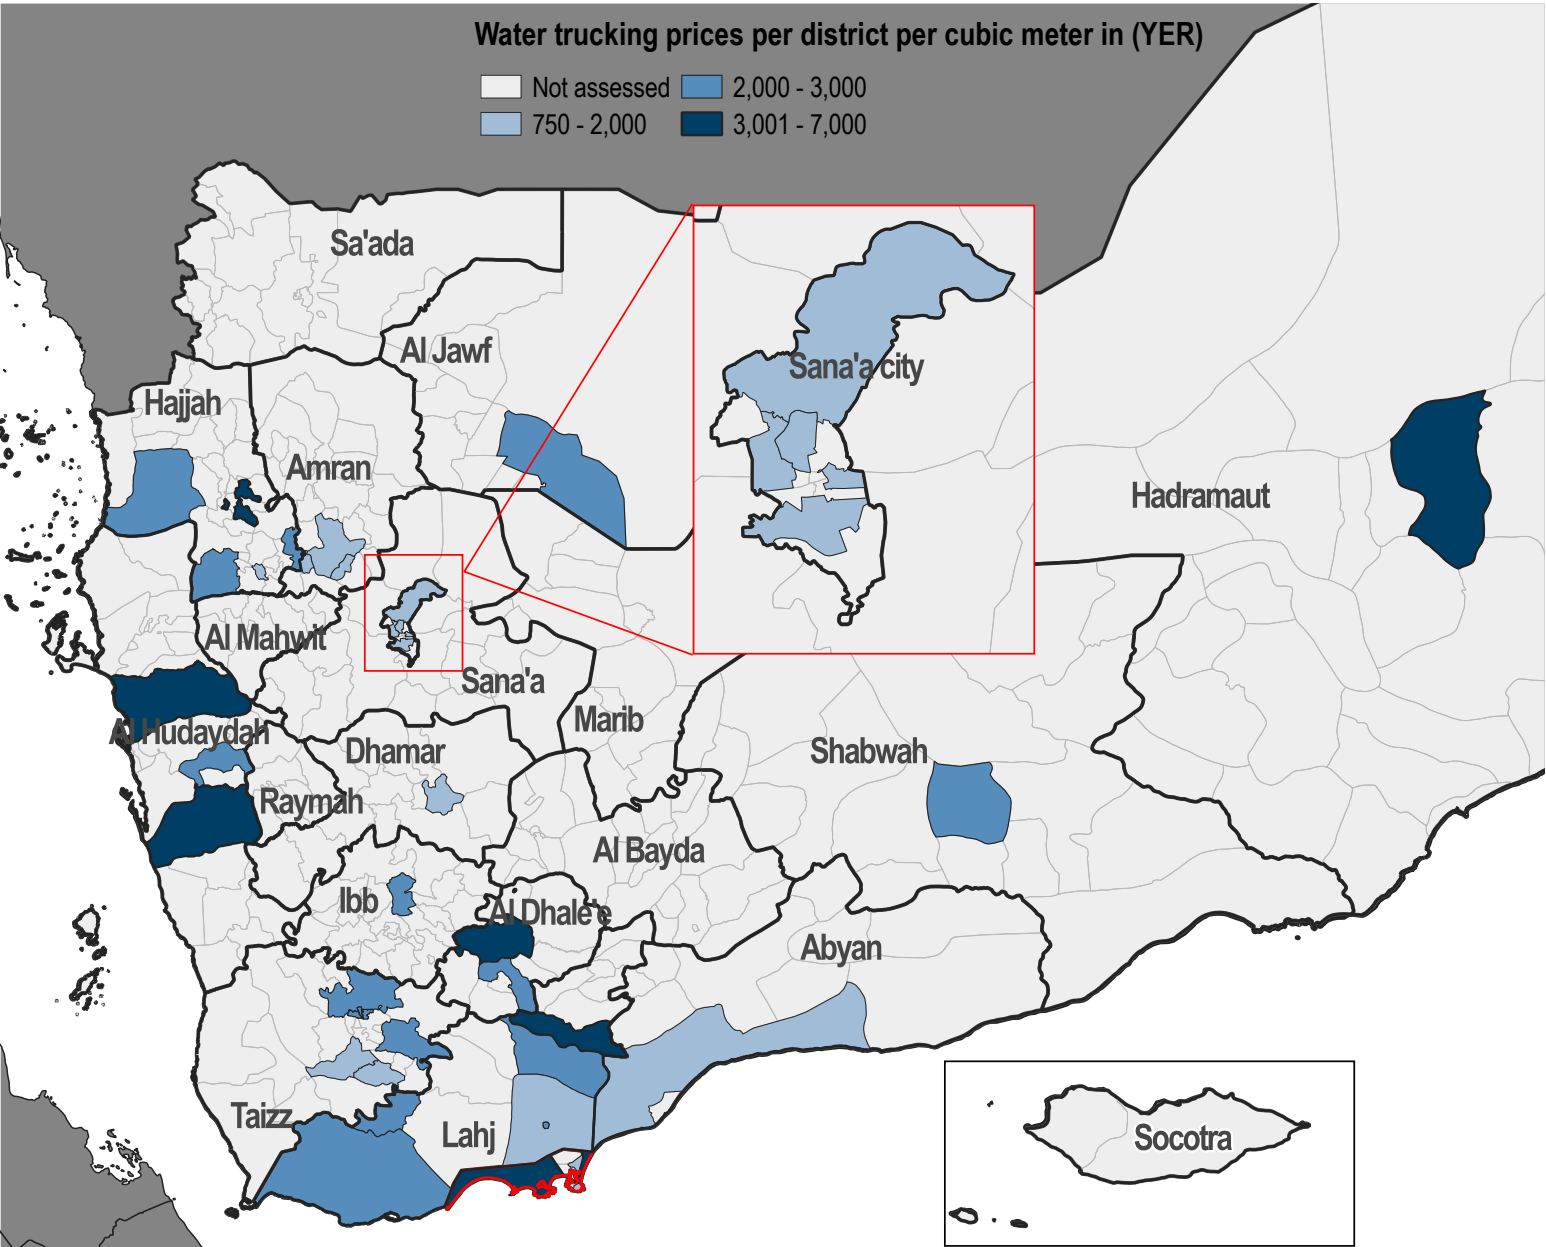 Water trucking prices per district per cubic meter in (YER)
Not assessed 2,000 - 3,000
750 - 2,000 3,001 - 7,000
Sa'ada
Al Jawf
Sana'a city
Hajjah
Amran
Hadramaut
Al Mahwit
Sana'a
Marib
Al Hudaydah
Dhamar
Shabwah
Raymah
Al Bayda
Ibb
Al Dhale'e
Abyan
Taizz
Lahj
Socotra